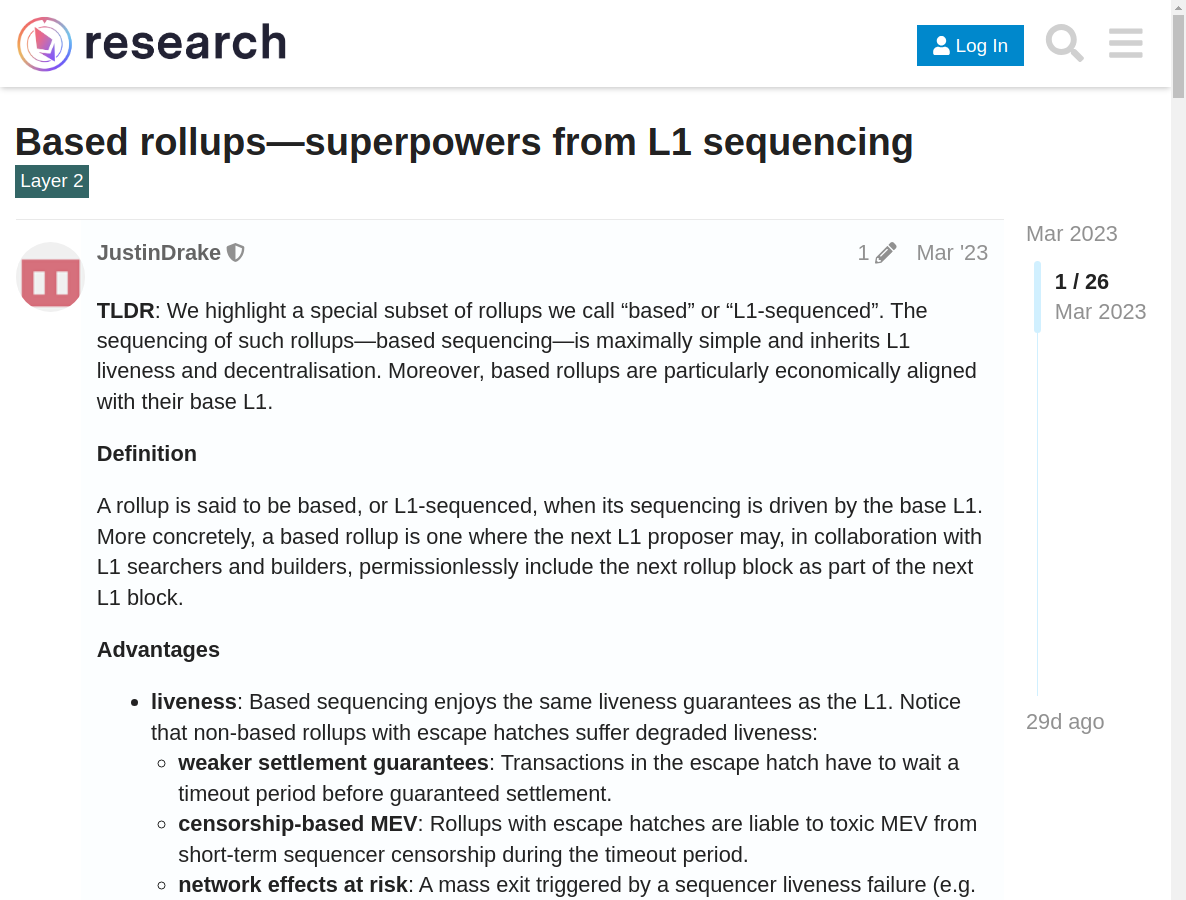 research
Log In
Based rollups—superpowers from L1 sequencing
Layer 2
JustinDrake
1
Mar '23
TLDR: We highlight a special subset of rollups we call “based” or “L1-sequenced”. The
sequencing of such rollups—based sequencing—is maximally simple and inherits L1
liveness and decentralisation. Moreover, based rollups are particularly economically aligned
with their base L1.
Definition
A rollup is said to be based, or L1-sequenced, when its sequencing is driven by the base L1.
More concretely, a based rollup is one where the next L1 proposer may, in collaboration with
L1 searchers and builders, permissionlessly include the next rollup block as part of the next
L1 block.
Advantages
• liveness: Based sequencing enjoys the same liveness guarantees as the L1. Notice
that non-based rollups with escape hatches suffer degraded liveness:
◦ weaker settlement guarantees: Transactions in the escape hatch have to wait a
timeout period before guaranteed settlement.
◦ censorship-based MEV: Rollups with escape hatches are liable to toxic MEV from
short-term sequencer censorship during the timeout period.
◦ network effects at risk: A mass exit triggered by a sequencer liveness failure (e.g.
Mar 2023
1 / 26
Mar 2023
29d ago